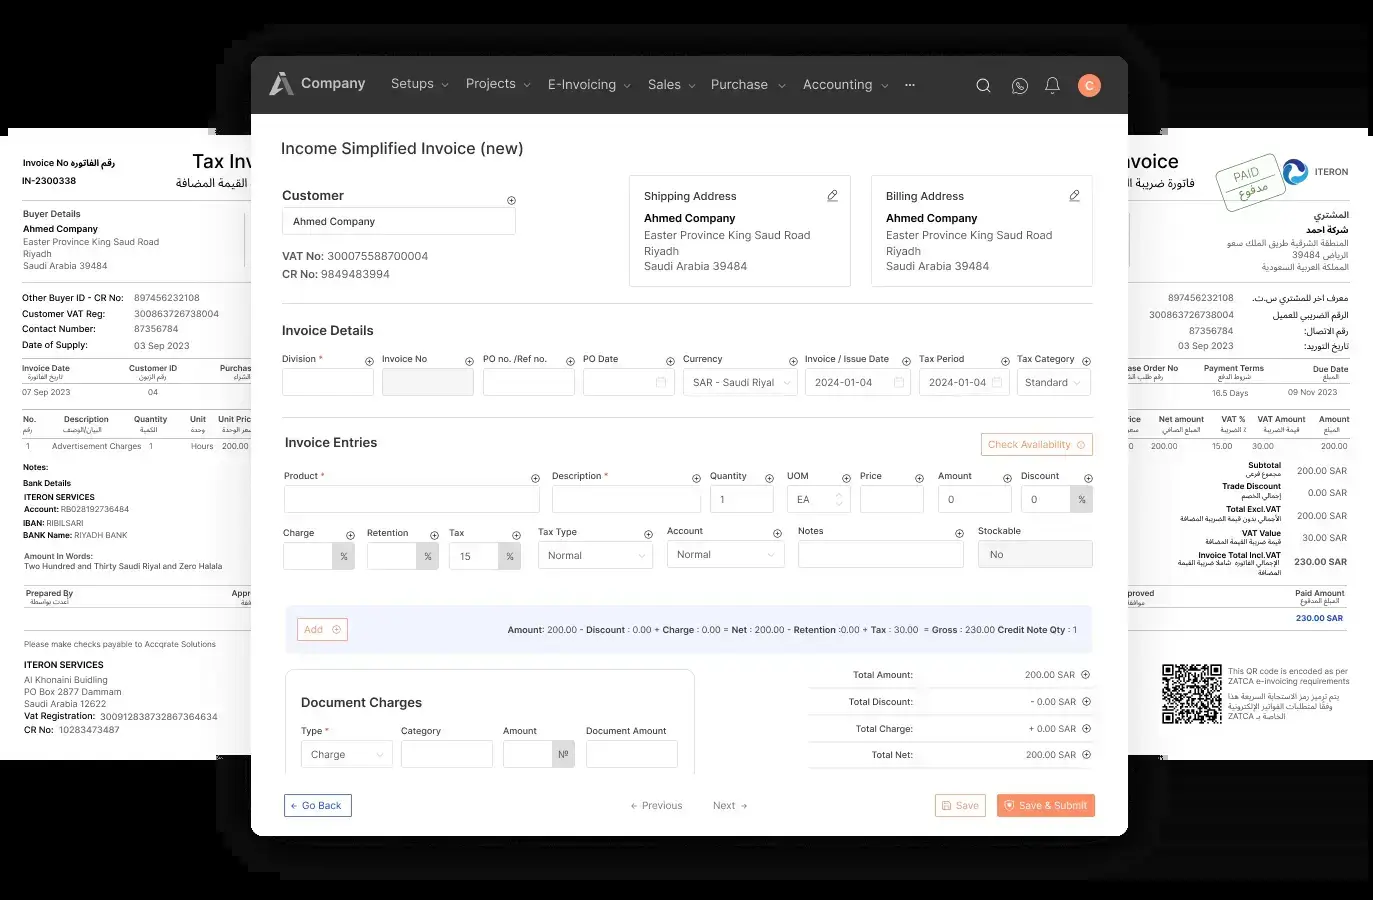 Company
Setups
Projects
E-Invoicing
Sales
Purchase
Accounting
...
C
Income Simplified Invoice (new)
Customer
Ahmed Company
VAT No: 300075588700004
CR No: 9849483994
Shipping Address
Ahmed Company
Easter Province King Saud Road
Riyadh
Saudi Arabia 39484
Billing Address
Ahmed Company
Easter Province King Saud Road
Riyadh
Saudi Arabia 39484
Invoice Details
Division *
Invoice No
PO no. /Ref no.
PO Date
Currency
Invoice / Issue Date
Tax Period
Tax Category
SAR - Saudi Riyal
2024-01-04
2024-01-04
Standard
Invoice Entries
Check Availability
Product *
Description *
Quantity
UOM
Price
Amount
Discount
1
EA
0
0
%
Charge
Retention
Tax
Tax Type
Account
Notes
Stockable
%
%
15
%
Normal
Normal
No
Add
Amount: 200.00 - Discount : 0.00 + Charge : 0.00 = Net : 200.00 - Retention :0.00 + Tax : 30.00 = Gross : 230.00 Credit Note Qty : 1
Document Charges
Type *
Category
Amount
Document Amount
Charge
Nº
Total Amount: 200.00 SAR
Total Discount: - 0.00 SAR
Total Charge: + 0.00 SAR
Total Net: 200.00 SAR
Go Back
Previous
Next
Save
Save & Submit
Invoice No رقم الفاتوره
IN-2300338
Tax Inv
القيمة المضافة
Buyer Details
Ahmed Company
Easter Province King Saud Road
Riyadh
Saudi Arabia 39484
Other Buyer ID - CR No: 897456232108
Customer VAT Reg: 300863726738004
Contact Number: 87356784
Date of Supply: 03 Sep 2023
Invoice Date
Customer ID
Purchas
تاريخ الفاتورة
رقم الزبون
الشراء
07 Sep 2023
04
No.
Description
Quantity
Unit
Unit Pri
رقم
البيان/الوصف
الكمية
وحدة
سعر الوحدة
1
Advertisement Charges
1
Hours
200.00
Notes:
Bank Details
ITERON SERVICES
Account: RB028192736484
IBAN: RIBILSARI
BANK Name: RIYADH BANK
Amount In Words:
Two Hundred and Thirty Saudi Riyal and Zero Halala
Prepared By
Appr
أعدت بواسطة
Please make checks payable to Accqrate Solutions
ITERON SERVICES
Al Khonaini Buidling
PO Box 2877 Dammam
Saudi Arabia 12622
Vat Registration: 300912838732867364634
CR No: 10283473487
nvoice
فاتورة ضريبة ال
PAID
مدفوع
ITERON
المشتري
شركة احمد
المنطقة الشرقية طريق الملك سعو
الرياض 39484
المملكة العربية السعودية
897456232108 معرف اخر للمشتري س.ت.
300863726738004 الرقم الضريبي للعميل
87356784 رقم الاتصال:
03 Sep 2023 تاريخ التوريد:
ase Order No
Payment Terms
Due Date
رقم طلب الش
شروط الدفع
المبلغ
16.5 Days
09 Nov 2023
rice
Net amount
VAT %
VAT Amount
Amount
سعر
المبلغ الصافي
٪ الضريبة
قيمة الضريبة
المبلغ
0
200.00
15.00
30.00
200.00
Subtotal
مجموع فرعي
200.00 SAR
Trade Discount
إجمالي الخصم
0.00 SAR
Total Excl.VAT
الأجمالي بدون قيمة الضريبة المضافة
200.00 SAR
VAT Value
قيمة ضريبة القيمة المضافة
30.00 SAR
Invoice Total Incl.VAT
الإجمالي الفاتوره شاملا ضريبة القيمة
المضافة
230.00 SAR
proved
Paid Amount
موافقة
المبلغ المدفوع
230.00 SAR
This QR code is encoded as per
ZATCA e-invoicing requirements
يتم ترميز رمز الاستجابة السريعة هذا
وفقا لمتطلبات الفواتير الإلكترونية
الخاصة بـ ZATCA